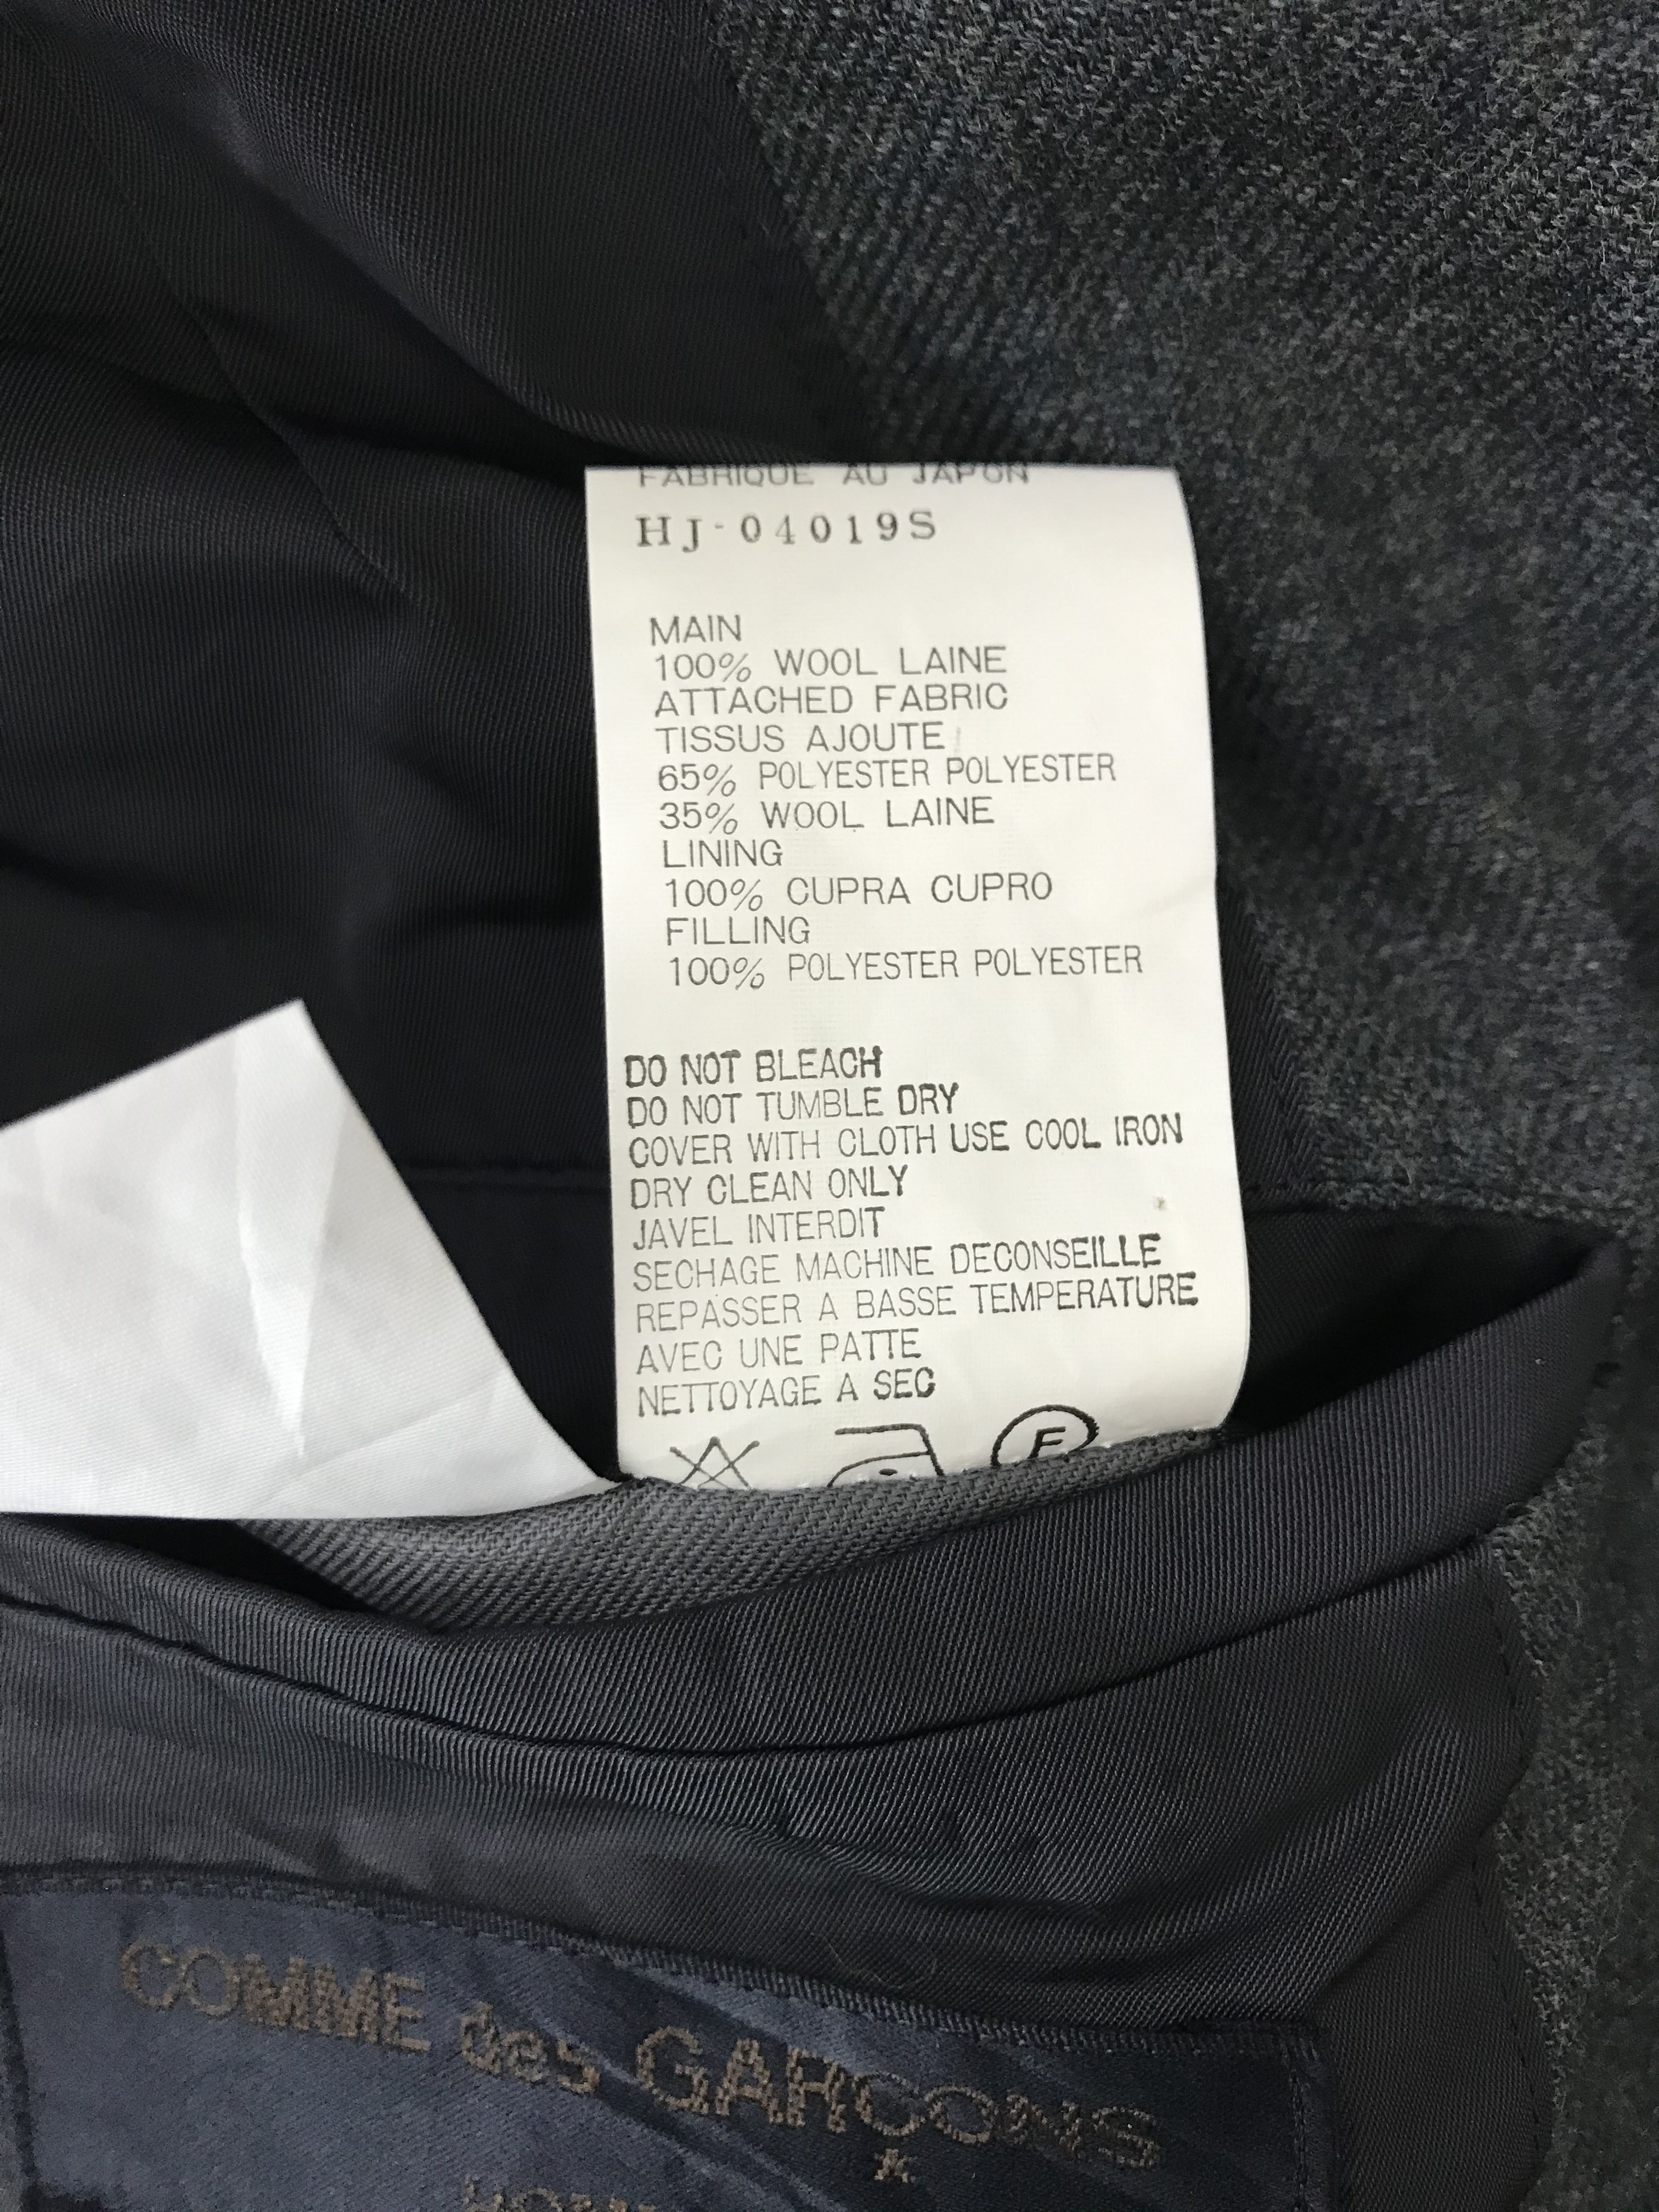 FABRIQUE AU JAPON
HJ-04019S
MAIN
100% WOOL LAINE
ATTACHED FABRIC
TISSUS AJOUTE
65% POLYESTER POLYESTER
35% WOOL LAINE
LINING
100% CUPRA CUPRO
FILLING
100% POLYESTER POLYESTER
DO NOT BLEACH
DO NOT TUMBLE DRY
COVER WITH CLOTH USE COOL IRON
DRY CLEAN ONLY
JAVEL INTERDIT
SECHAGE MACHINE DECONSEILLE
REPASSER A BASSE TEMPERATURE
AVEC UNE PATTE
NETTOYAGE A SEC
F
COMME des GARCONS